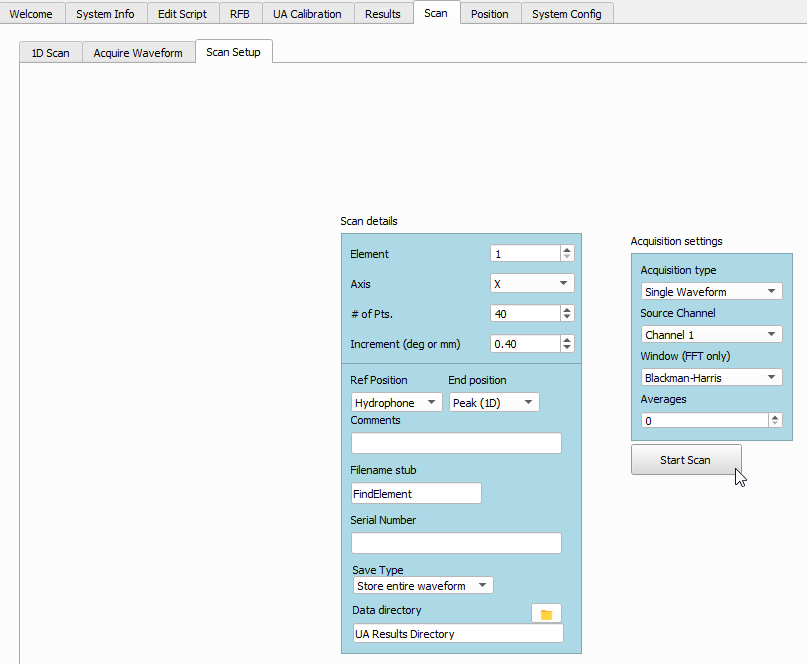 Welcome System Info Edit Script RFB UA Calibration Results Scan Position System Config
1D Scan Acquire Waveform Scan Setup
Scan details
Element 1
Axis X
# of Pts. 40
Increment (deg or mm) 0.40
Ref Position End position
Hydrophone Peak (1D)
Comments
Filename stub
FindElement
Serial Number
Save Type
Store entire waveform
Data directory
UA Results Directory
Acquisition settings
Acquisition type
Single Waveform
Source Channel
Channel 1
Window (FFT only)
Blackman-Harris
Averages
0
Start Scan